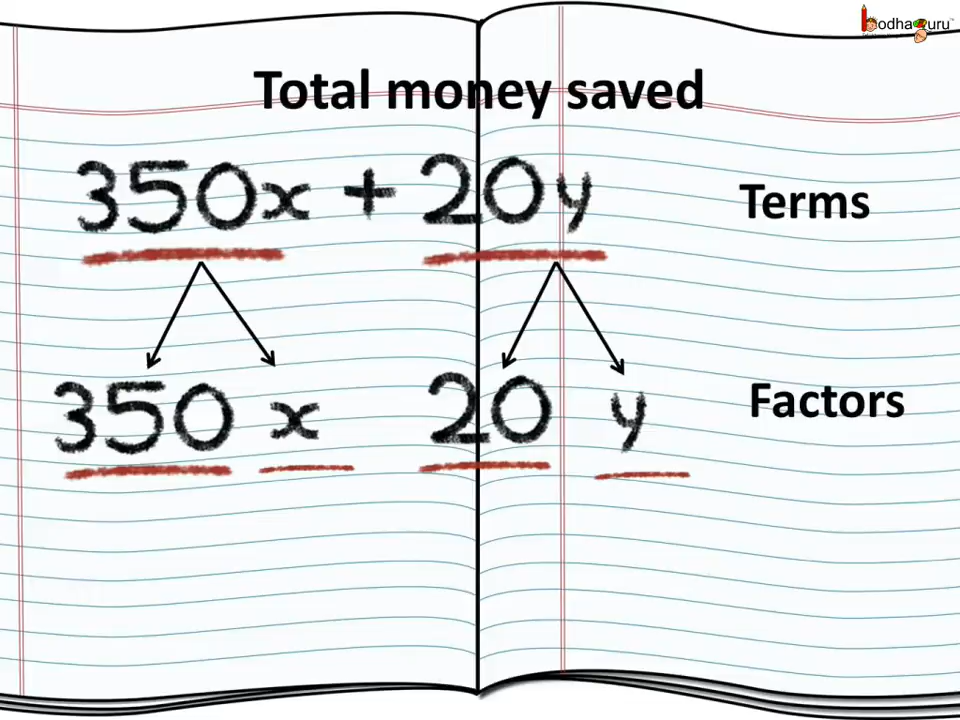 BodhaGuru
Total money saved
350x + 20y Terms
350 x 20 y Factors